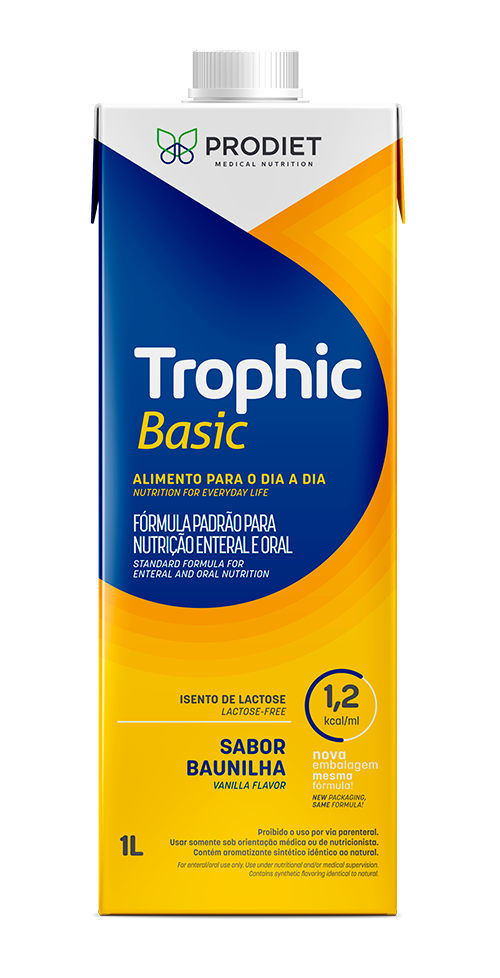 PRODIET
MEDICAL NUTRITION
Trophic
Basic
ALIMENTO PARA O DIA A DIA
NUTRITION FOR EVERYDAY LIFE
FÓRMULA PADRÃO PARA
NUTRIÇÃO ENTERAL E ORAL
STANDARD FORMULA FOR
ENTERAL AND ORAL NUTRITION
ISENTO DE LACTOSE
LACTOSE-FREE
SABOR
BAUNILHA
VANILLA FLAVOR
1,2
kcal/ml
nova
embalagem
mesma
fórmula!
NEW PACKAGING,
SAME FORMULA!
1L
Proibido o uso por via parenteral.
Usar somente sob orientação médica ou de nutricionista.
Contém aromatizante sintético idêntico ao natural.
For enteral/oral use only. Use under nutritional and/or medical supervision.
Contains synthetic flavoring identical to natural.